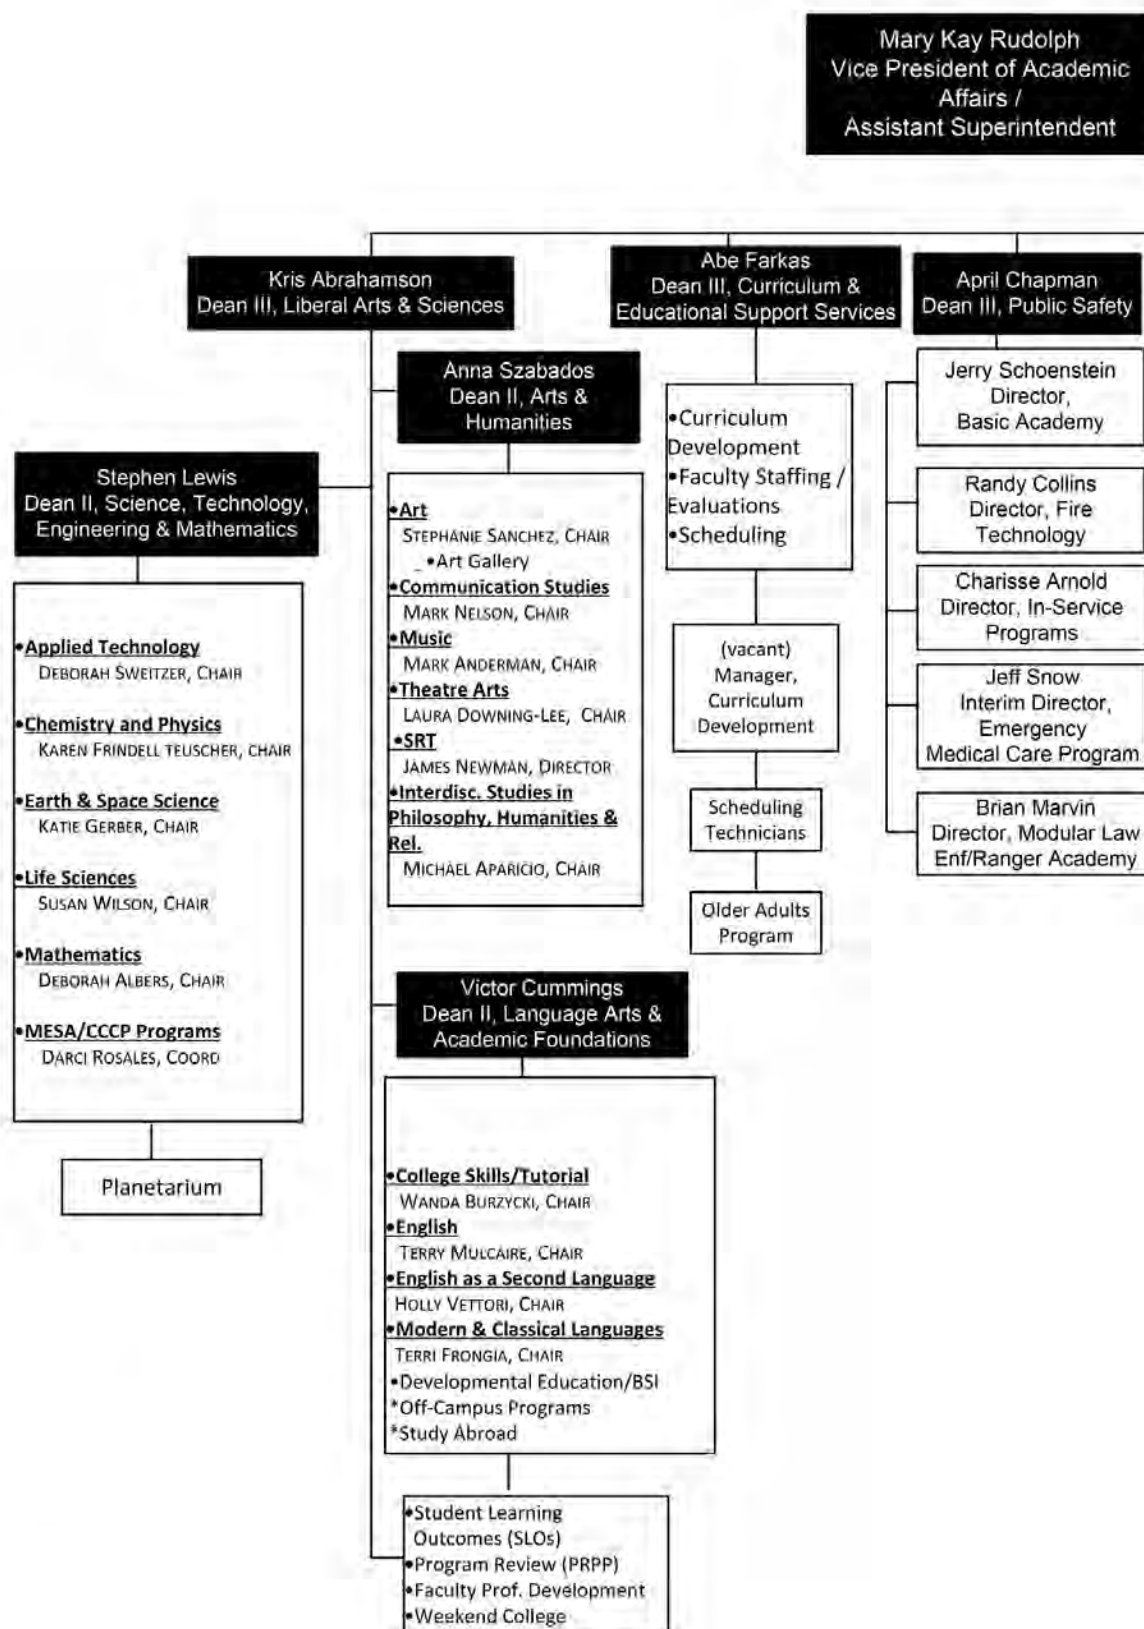 Mary Kay Rudolph
Vice President of Academic
Affairs /
Assistant Superintendent
Kris Abrahamson
Dean III, Liberal Arts & Sciences
Abe Farkas
Dean III, Curriculum &
Educational Support Services
April Chapman
Dean III, Public Safety
Anna Szabados
Dean II, Arts &
Humanities
Stephen Lewis
Dean II, Science, Technology,
Engineering & Mathematics
•Applied Technology
DEBORAH SWEITZER, CHAIR
•Chemistry and Physics
KAREN FRINDELL TEUSCHER, CHAIR
•Earth & Space Science
KATIE GERBER, CHAIR
•Life Sciences
SUSAN WILSON, CHAIR
•Mathematics
DEBORAH ALBERS, CHAIR
•MESA/CCCP Programs
DARCI ROSALES, COORD
Planetarium
•Art
STEPHANIE SANCHEZ, CHAIR
•Art Gallery
•Communication Studies
MARK NELSON, CHAIR
•Music
MARK ANDERMAN, CHAIR
•Theatre Arts
LAURA DOWNING-LEE, CHAIR
•SRT
JAMES NEWMAN, DIRECTOR
•Interdisc. Studies in
Philosophy, Humanities &
Rel.
MICHAEL APARICIO, CHAIR
Victor Cummings
Dean II, Language Arts &
Academic Foundations
•College Skills/Tutorial
WANDA BURZYCKI, CHAIR
•English
TERRY MULCAIRE, CHAIR
•English as a Second Language
HOLLY VETTORI, CHAIR
•Modern & Classical Languages
TERRI FRONGIA, CHAIR
•Developmental Education/BSI
*Off-Campus Programs
*Study Abroad
•Student Learning
Outcomes (SLOs)
•Program Review (PRPP)
•Faculty Prof. Development
•Weekend College
•Curriculum
Development
•Faculty Staffing /
Evaluations
•Scheduling
(vacant)
Manager,
Curriculum
Development
Scheduling
Technicians
Older Adults
Program
Jerry Schoenstein
Director,
Basic Academy
Randy Collins
Director, Fire
Technology
Charisse Arnold
Director, In-Service
Programs
Jeff Snow
Interim Director,
Emergency
Medical Care Program
Brian Marvin
Director, Modular Law
Enf/Ranger Academy